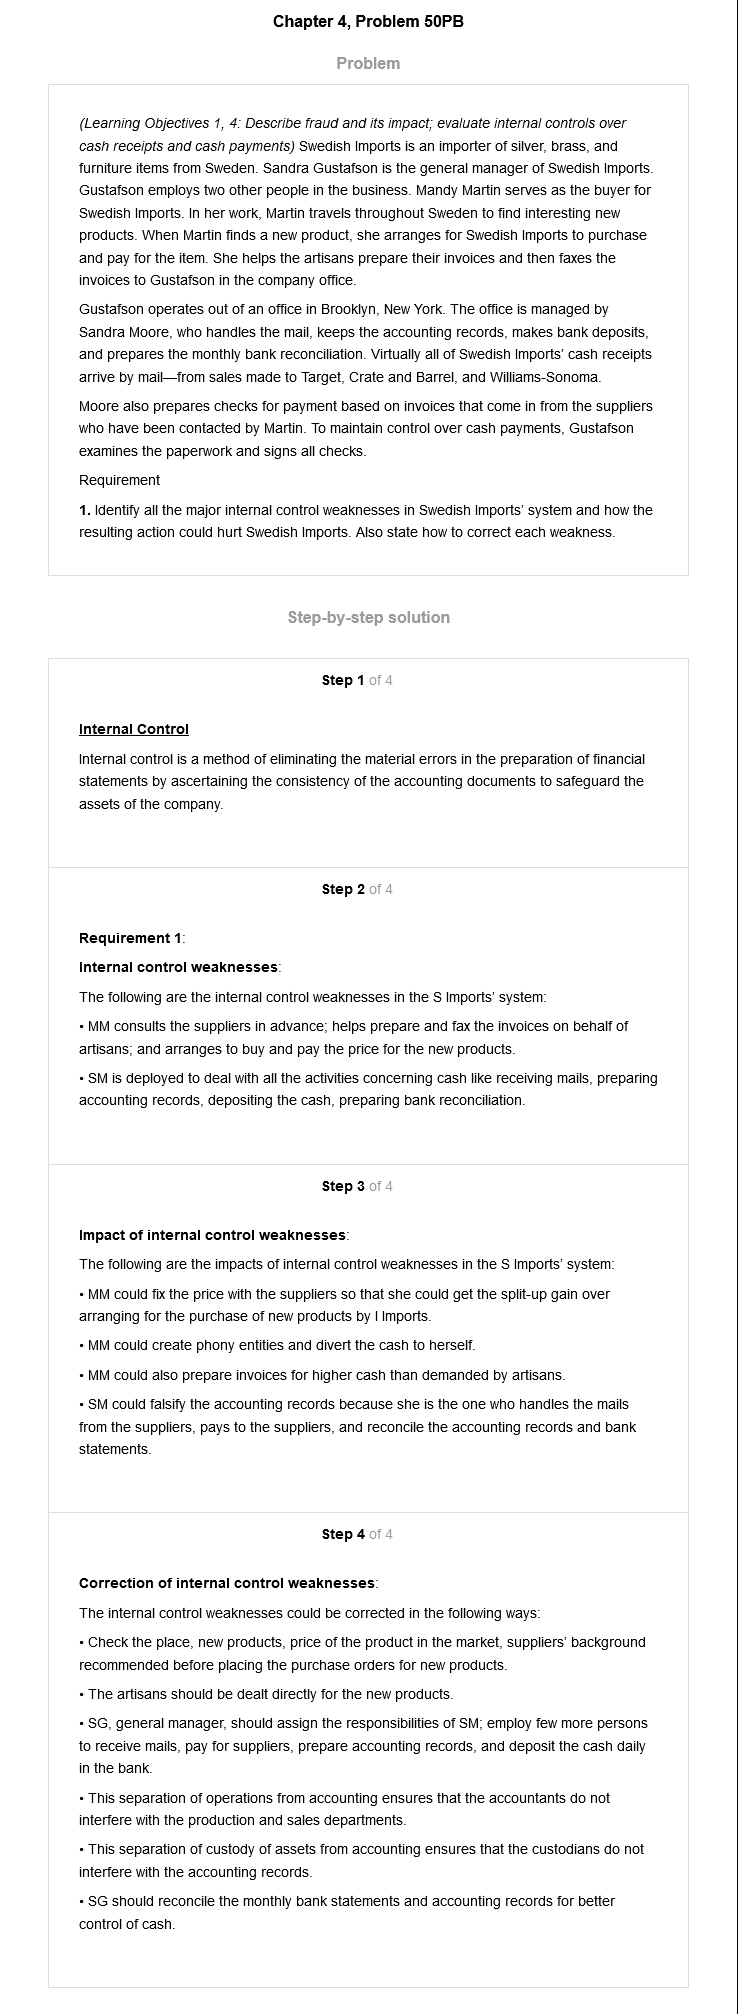 Chapter 4, Problem 50PB
Problem
(Learning Objectives 1, 4: Describe fraud and its impact; evaluate internal controls over
cash receipts and cash payments) Swedish Imports is an importer of silver, brass, and
furniture items from Sweden. Sandra Gustafson is the general manager of Swedish Imports.
Gustafson employs two other people in the business. Mandy Martin serves as the buyer for
Swedish Imports. In her work, Martin travels throughout Sweden to find interesting new
products. When Martin finds a new product, she arranges for Swedish Imports to purchase
and pay for the item. She helps the artisans prepare their invoices and then faxes the
invoices to Gustafson in the company office.
Gustafson operates out of an office in Brooklyn, New York. The office is managed by
Sandra Moore, who handles the mail, keeps the accounting records, makes bank deposits,
and prepares the monthly bank reconciliation. Virtually all of Swedish Imports' cash receipts
arrive by mail—from sales made to Target, Crate and Barrel, and Williams-Sonoma.
Moore also prepares checks for payment based on invoices that come in from the suppliers
who have been contacted by Martin. To maintain control over cash payments, Gustafson
examines the paperwork and signs all checks.
Requirement
1. Identify all the major internal control weaknesses in Swedish Imports' system and how the
resulting action could hurt Swedish Imports. Also state how to correct each weakness.
Step-by-step solution
Step 1 of 4
Internal Control
Internal control is a method of eliminating the material errors in the preparation of financial
statements by ascertaining the consistency of the accounting documents to safeguard the
assets of the company.
Step 2 of 4
Requirement 1:
Internal control weaknesses:
The following are the internal control weaknesses in the S Imports' system:
• MM consults the suppliers in advance; helps prepare and fax the invoices on behalf of
artisans; and arranges to buy and pay the price for the new products.
• SM is deployed to deal with all the activities concerning cash like receiving mails, preparing
accounting records, depositing the cash, preparing bank reconciliation.
Step 3 of 4
Impact of internal control weaknesses:
The following are the impacts of internal control weaknesses in the S Imports' system:
• MM could fix the price with the suppliers so that she could get the split-up gain over
arranging for the purchase of new products by I Imports.
• MM could create phony entities and divert the cash to herself.
• MM could also prepare invoices for higher cash than demanded by artisans.
• SM could falsify the accounting records because she is the one who handles the mails
from the suppliers, pays to the suppliers, and reconcile the accounting records and bank
statements.
Step 4 of 4
Correction of internal control weaknesses:
The internal control weaknesses could be corrected in the following ways:
• Check the place, new products, price of the product in the market, suppliers' background
recommended before placing the purchase orders for new products.
• The artisans should be dealt directly for the new products.
• SG, general manager, should assign the responsibilities of SM; employ few more persons
to receive mails, pay for suppliers, prepare accounting records, and deposit the cash daily
in the bank.
• This separation of operations from accounting ensures that the accountants do not
interfere with the production and sales departments.
• This separation of custody of assets from accounting ensures that the custodians do not
interfere with the accounting records.
• SG should reconcile the monthly bank statements and accounting records for better
control of cash.